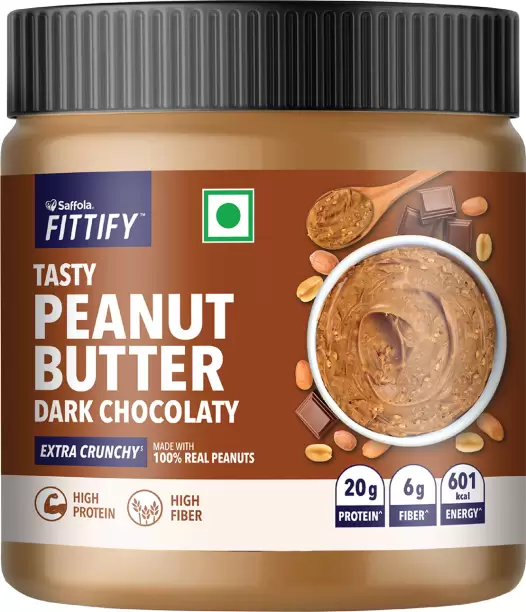 Saffola
FITTIFY™
TASTY
PEANUT
BUTTER
DARK CHOCOLATY
EXTRA CRUNCHY
MADE WITH
100% REAL PEANUTS
HIGH
PROTEIN
HIGH
FIBER
20g
PROTEIN^
6g
FIBER^
601
kcal
ENERGY^